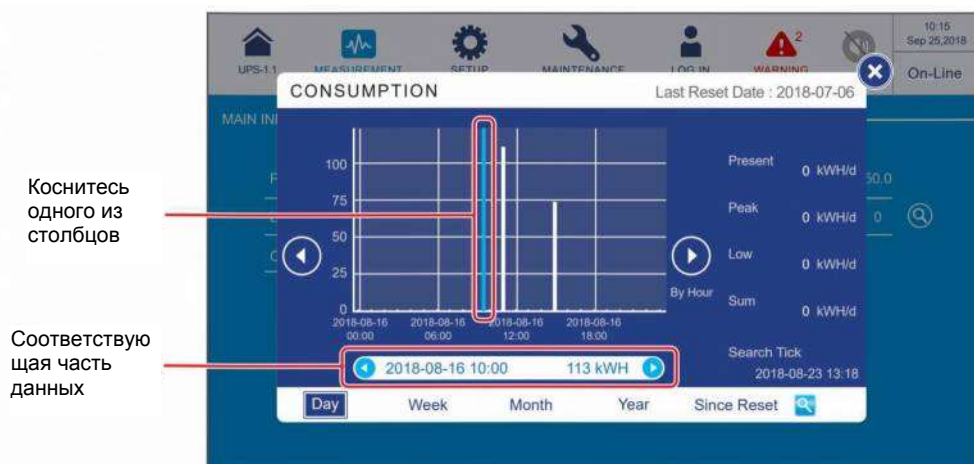 10:15
Sep 25,2018
2
UPS-1.1
MEASUREMENT
SETUP
MAINTENANCE
LOG IN
WARNING
On-Line
CONSUMPTION
Last Reset Date : 2018-07-06
MAIN IN
100
75
50
25
0
2018-08-16
00:00
2018-08-16
06:00
2018-08-16
12:00
2018-08-16
18:00
By Hour
Present
0 kWH/d
Peak
0 kWH/d
Low
0 kWH/d
Sum
0 kWH/d
Search Tick
2018-08-23 13:18
0
2018-08-16 10:00 113 kWH
Day Week Month Year Since Reset
Коснитесь
одного из
столбцов
Соответствую
щая часть
данных